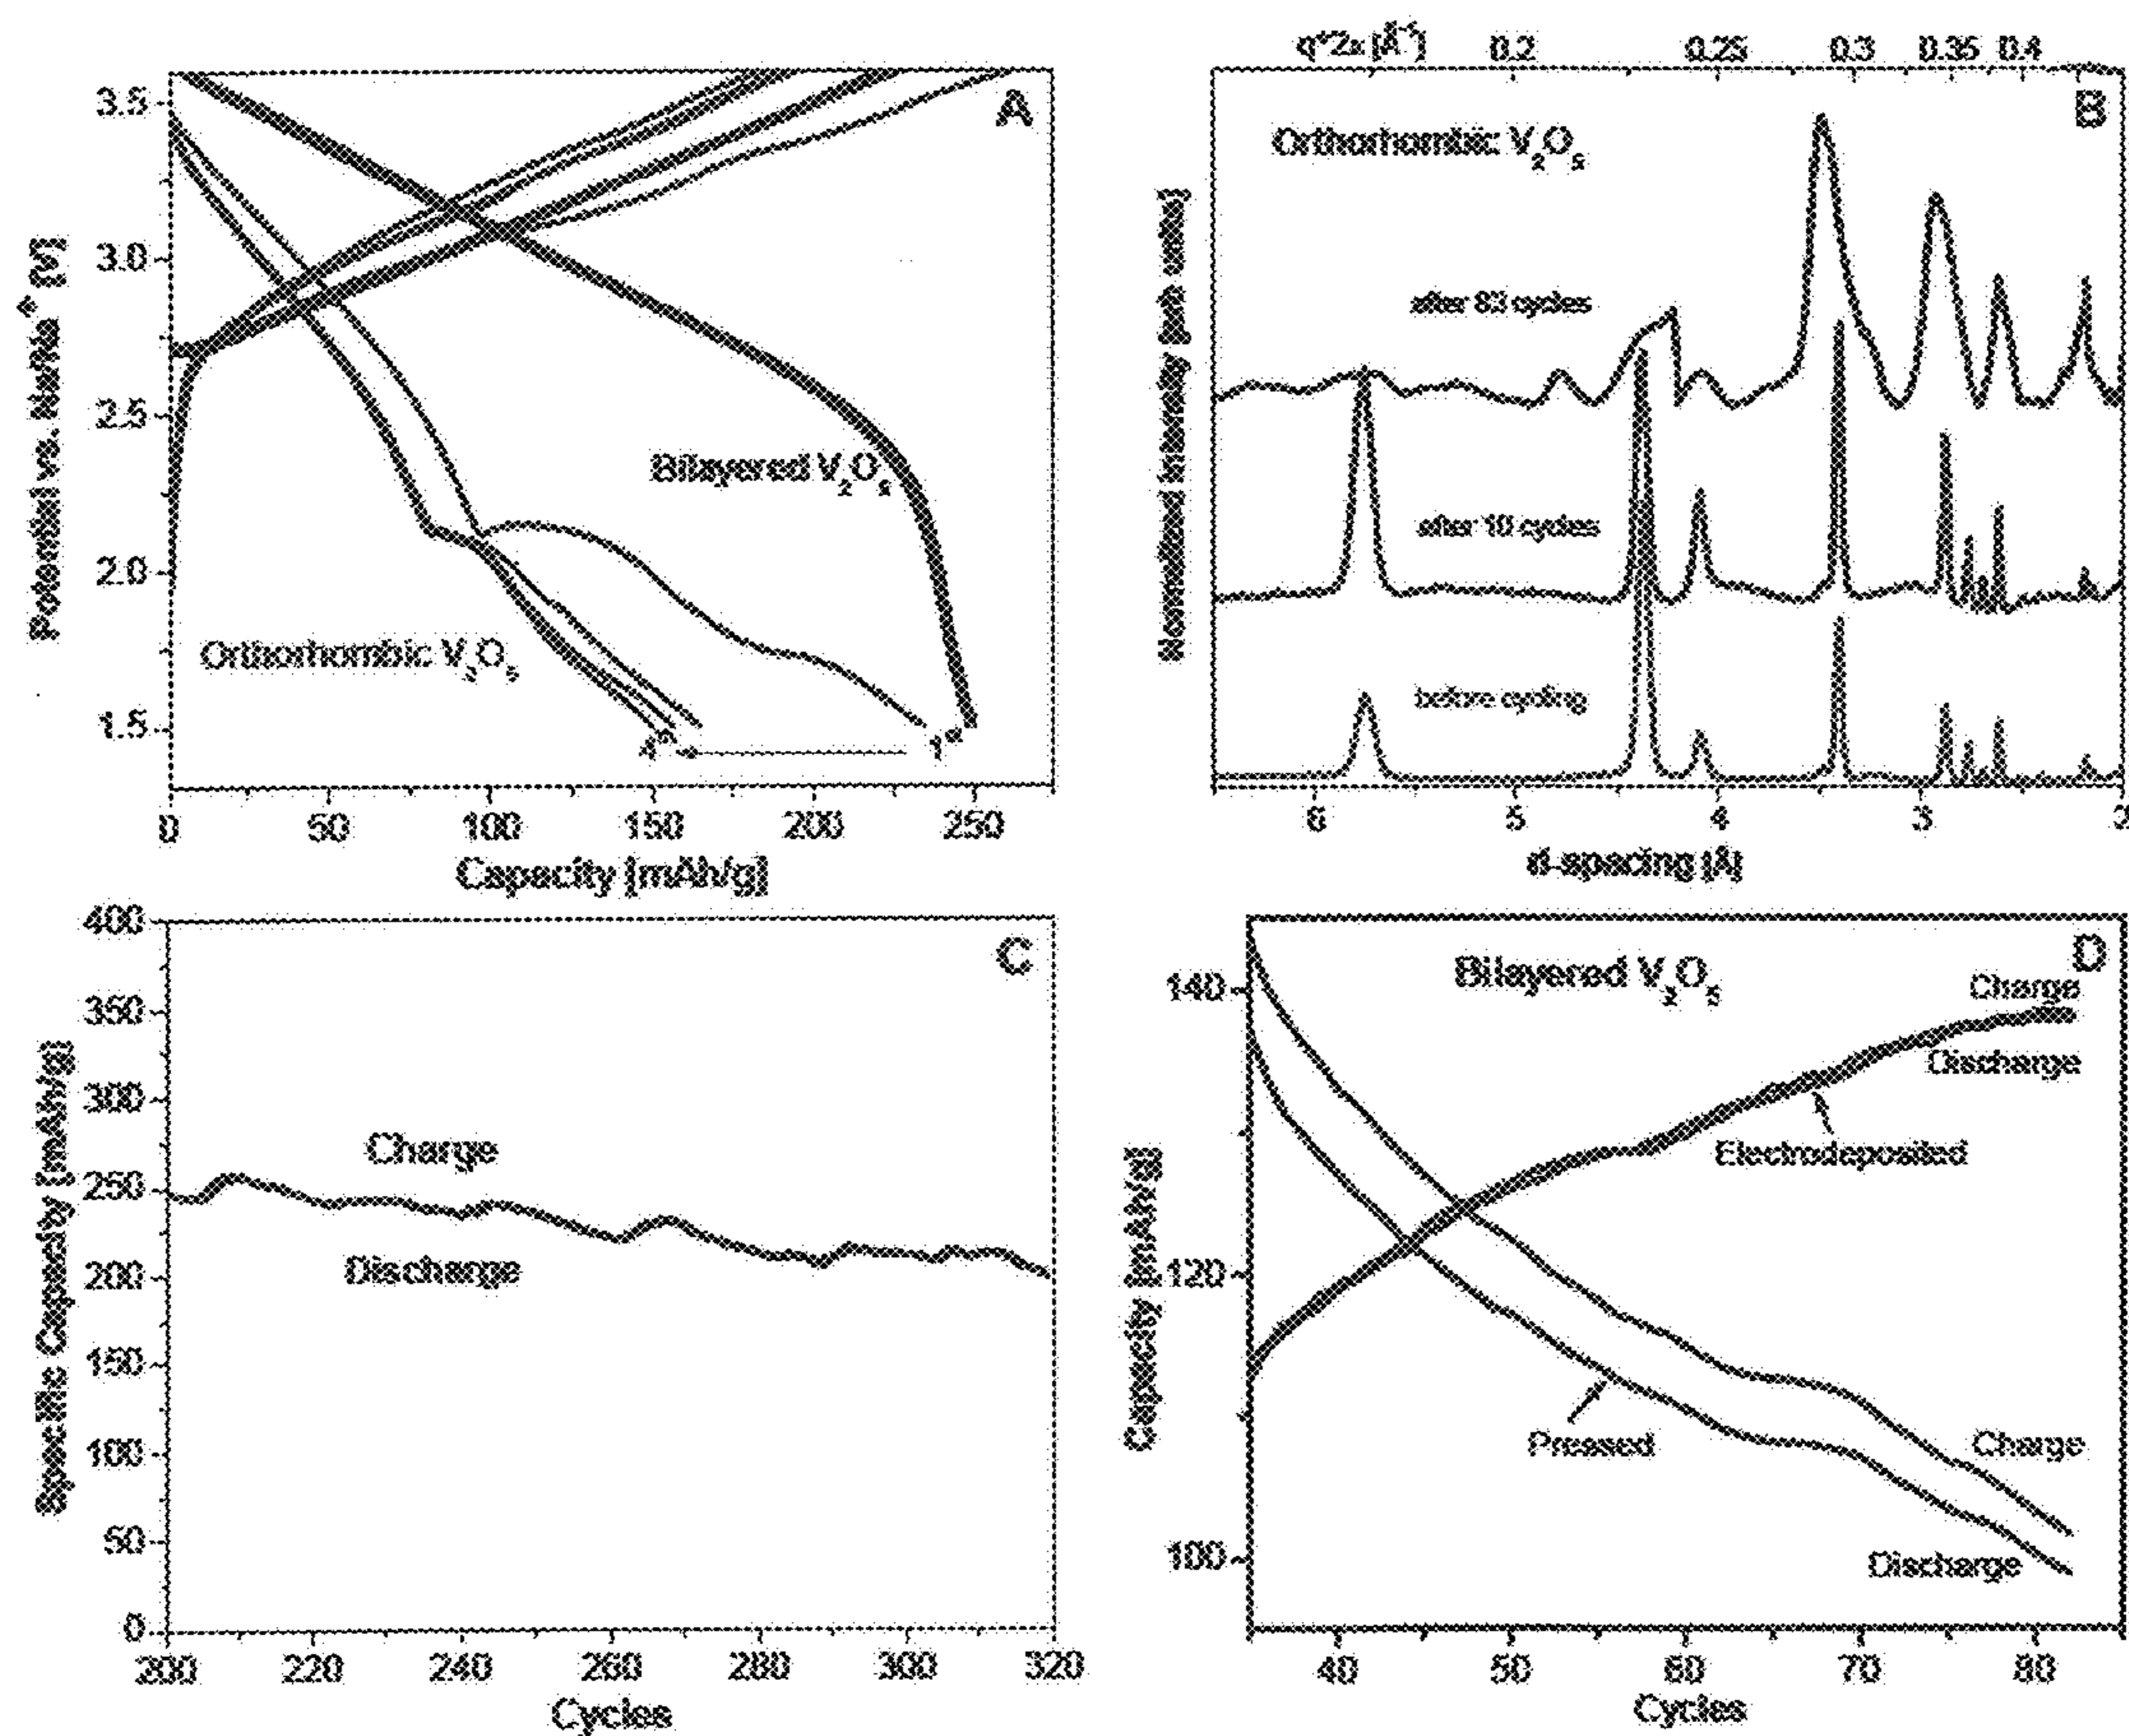 A
Potential vs. Na/Na⁺ [V]
3.5
3.0
2.5
2.0
1.5
Bilayered V₂O₅
Orthorhombic V₂O₅
4ᵗʰ
1ˢᵗ
0 50 100 150 200 250
Capacity [mAh/g]
0.2 0.25 0.3 0.35 0.4
B
Orthorhombic V₂O₅
Normalized Intensity [arb units]
after 83 cycles
after 10 cycles
before cycling
6 5 4 3
d-spacing [Å]
C
Specific Capacity [mAh/g]
400
350
300
250
200
150
100
50
0
Charge
Discharge
200 220 240 260 280 300 320
Cycles
D
Bilayered V₂O₅
Capacity [mAh/g]
140
120
100
Charge
Discharge
Electrodeposited
Pressed
Charge
Discharge
40 50 60 70 80
Cycles